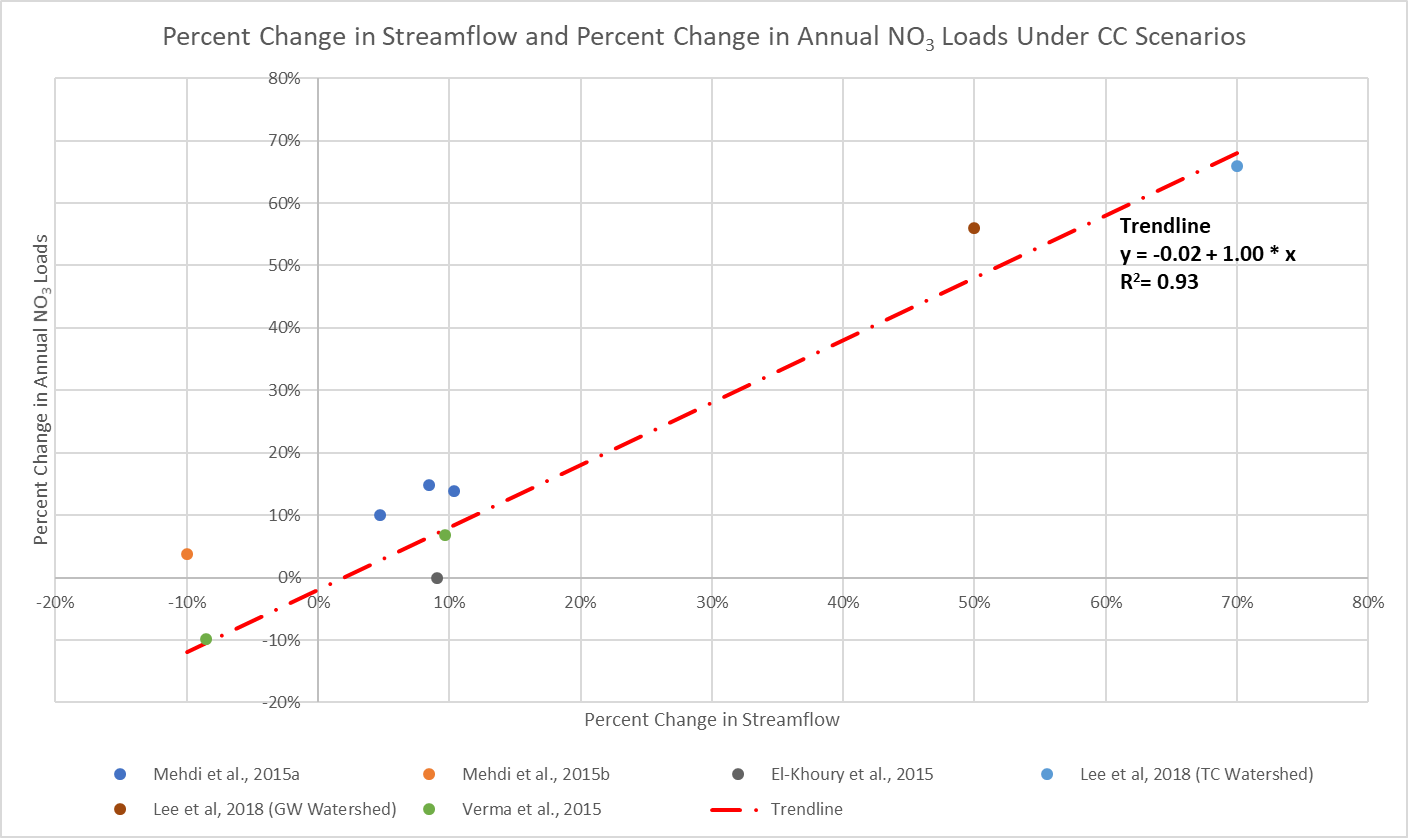 Percent Change in Streamflow and Percent Change in Annual NO3 Loads Under CC Scenarios
80%
70%
60%
50%
40%
30%
20%
10%
0%
-10%
-20%
Percent Change in Annual NO3 Loads
Trendline
y = -0.02 + 1.00 * x
R2= 0.93
-20% -10% 0% 10% 20% 30% 40% 50% 60% 70% 80%
Percent Change in Streamflow
Mehdi et al., 2015a Mehdi et al., 2015b El-Khoury et al., 2015 Lee et al, 2018 (TC Watershed)
Lee et al, 2018 (GW Watershed) Verma et al., 2015 Trendline